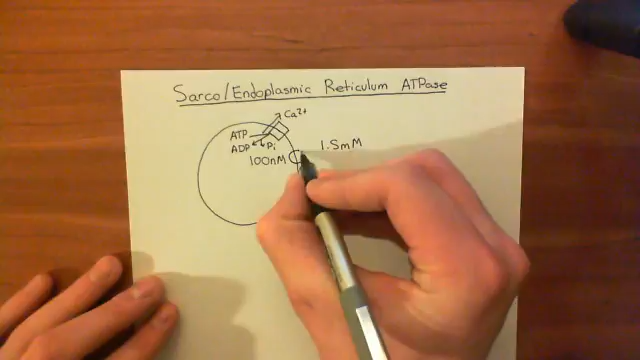 Sarco/Endoplasmic Reticulum ATPase
Ca2+
ATP
ADP Pi
100nM
1.5mM